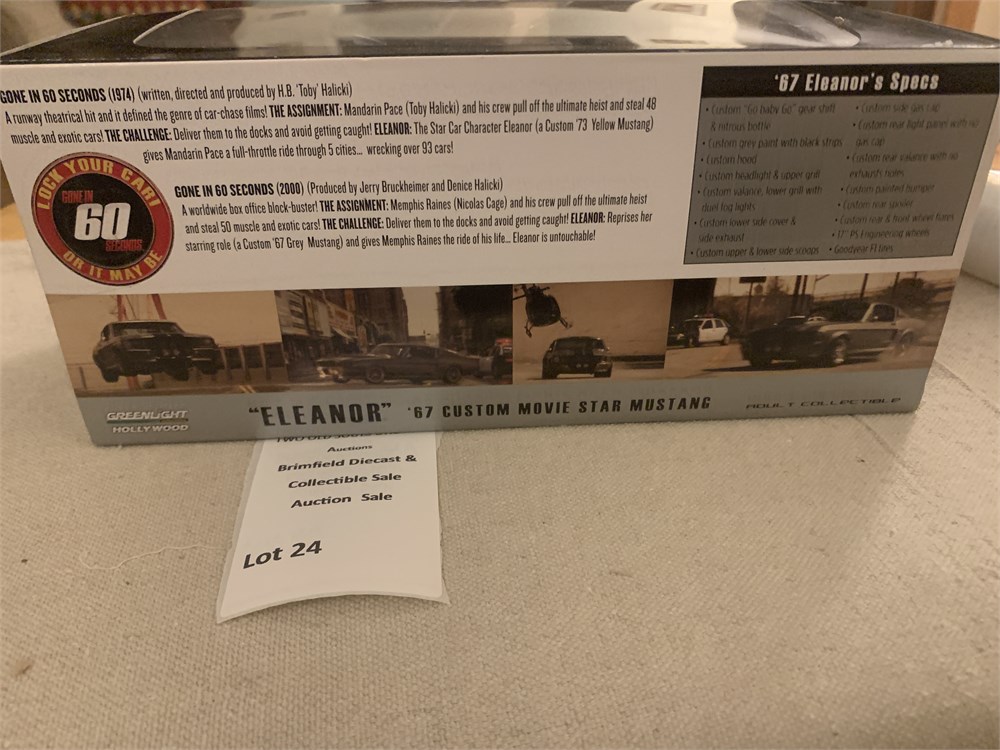 GONE IN 60 SECONDS (1974) (written, directed and produced by H.B. 'Toby' Halicki)
A runway theatrical hit and it defined the genre of car-chase films! THE ASSIGNMENT: Mandarin Pace (Toby Halicki) and his crew pull off the ultimate heist and steal 48
muscle and exotic cars! THE CHALLENGE: Deliver them to the docks and avoid getting caught! ELEANOR: The Star Car Character Eleanor (a Custom '73 Yellow Mustang)
gives Mandarin Pace a full-throttle ride through 5 cities... wrecking over 93 cars!
LOCK YOUR CAR!
GONE IN
60
SECONDS
OR IT MAY BE
GONE IN 60 SECONDS (2000) (Produced by Jerry Bruckheimer and Denice Halicki)
A worldwide box office block-buster! THE ASSIGNMENT: Memphis Raines (Nicolas Cage) and his crew pull off the ultimate heist
and steal 50 muscle and exotic cars! THE CHALLENGE: Deliver them to the docks and avoid getting caught! ELEANOR: Reprises her
starring role (a Custom '67 Grey Mustang) and gives Memphis Raines the ride of his life... Eleanor is untouchable!
'67 Eleanor's Specs
• Custom "Go baby Go" gear shift
& nitrous bottle
• Custom grey paint with black strips
• Custom hood
• Custom headlight & upper grill
• Custom valance, lower grill with
duel fog lights
• Custom lower side cover &
side exhaust
• Custom upper & lower side scoops
• Custom side gas cap
• Custom rear light panel with no
gas cap
• Custom rear valance with no
exhaust holes
• Custom painted bumper
• Custom rear spoiler
• Custom rear & front wheel flares
• 17" PS Engineering wheels
• Goodyear F1 tires
GREENLIGHT
HOLLYWOOD
"ELEANOR" '67 CUSTOM MOVIE STAR MUSTANG
ADULT COLLECTIBLE
TWO OLD
Auctions
Brimfield Diecast &
Collectible Sale
Auction Sale
Lot 24